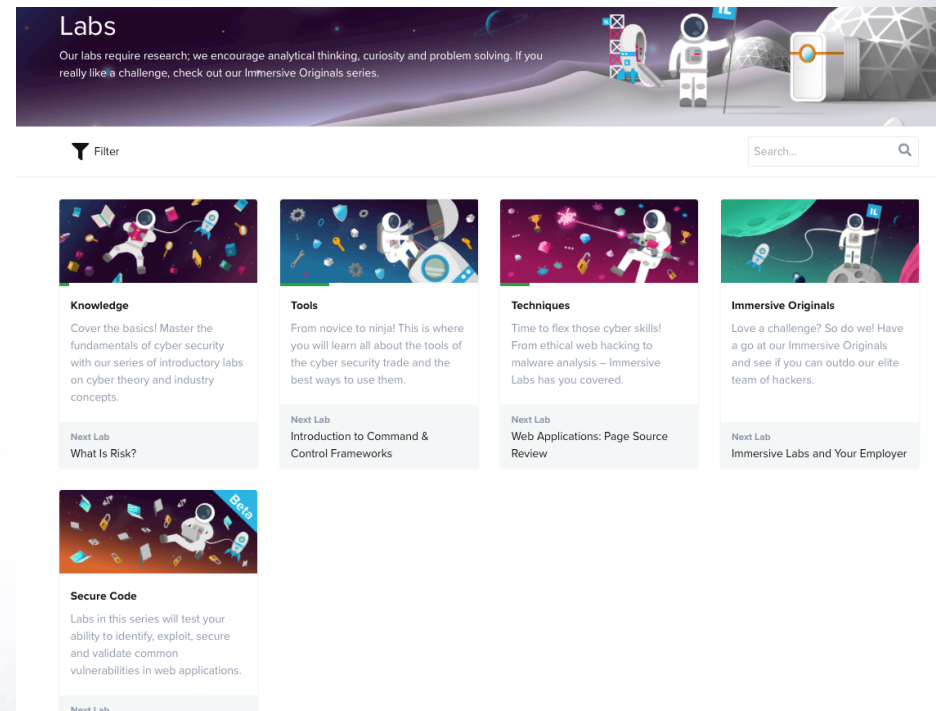 IL
Labs
Our labs require research; we encourage analytical thinking, curiosity and problem solving. If you
really like a challenge, check out our Immersive Originals series.
Filter
Search...
IL
Knowledge
Cover the basics! Master the
fundamentals of cyber security
with our series of introductory labs
on cyber theory and industry
concepts.
Next Lab
What Is Risk?
Tools
From novice to ninja! This is where
you will learn all about the tools of
the cyber security trade and the
best ways to use them.
Next Lab
Introduction to Command &
Control Frameworks
Techniques
Time to flex those cyber skills!
From ethical web hacking to
malware analysis – Immersive
Labs has you covered.
Next Lab
Web Applications: Page Source
Review
Immersive Originals
Love a challenge? So do we! Have
a go at our Immersive Originals
and see if you can outdo our elite
team of hackers.
Next Lab
Immersive Labs and Your Employer
Beta
Secure Code
Labs in this series will test your
ability to identify, exploit, secure
and validate common
vulnerabilities in web applications.
Next Lab